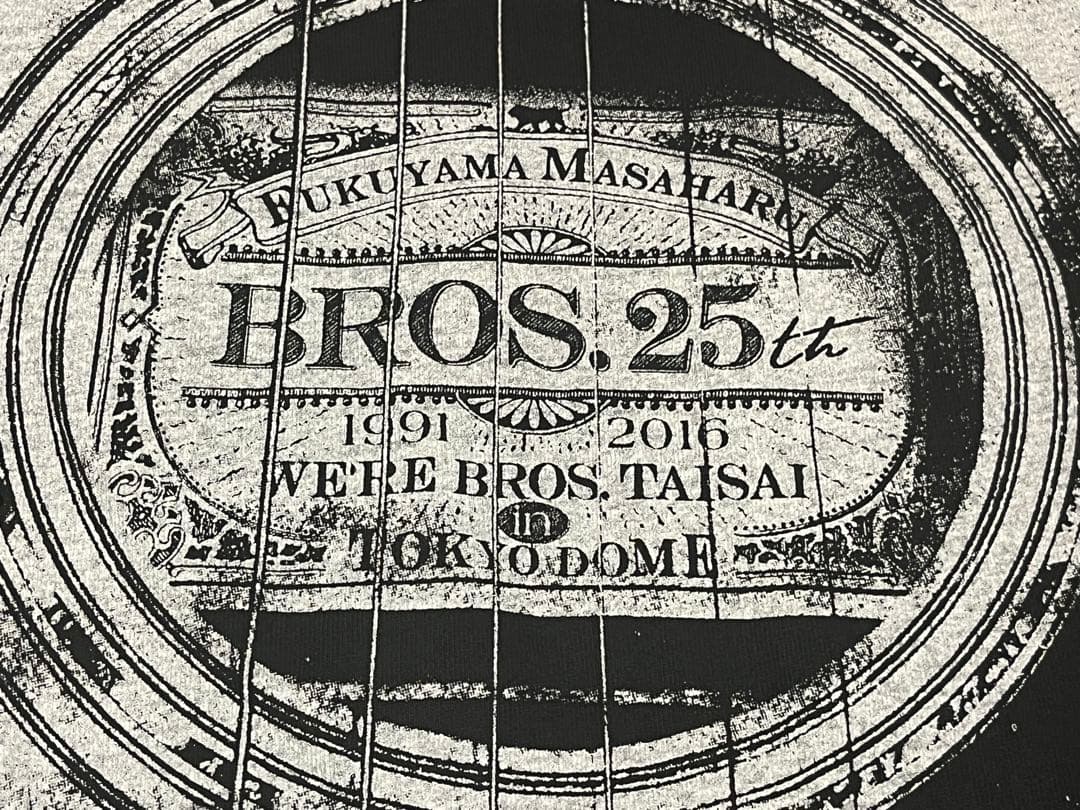 FUKUYAMA MASAHARU
BROS. 25th
1991 2016
WE'RE BROS. TAISAI
in
TOKYO DOME